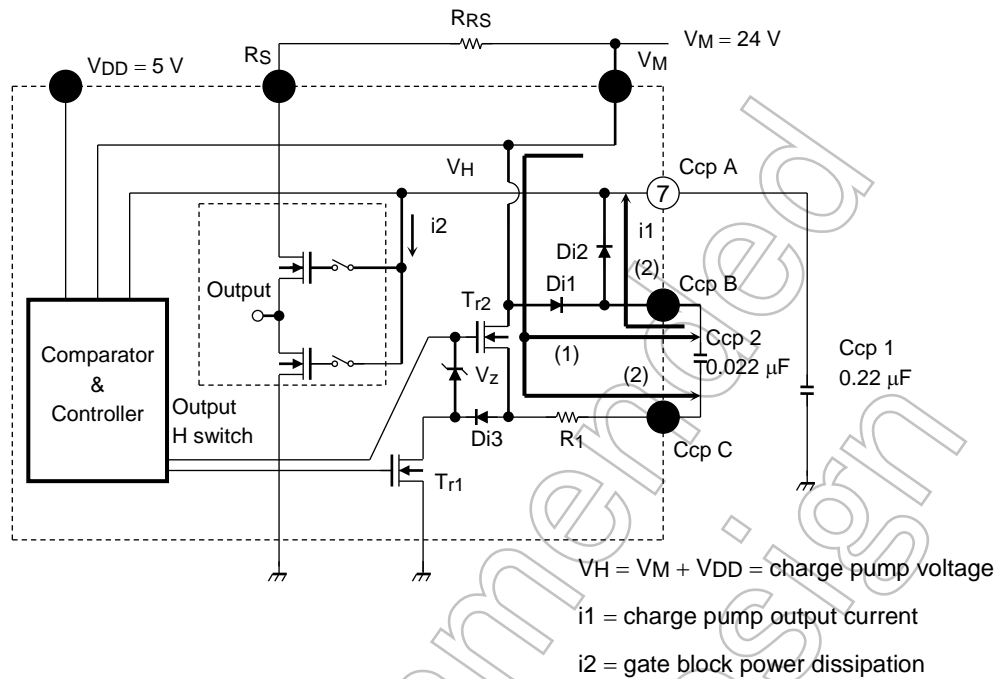 RRS
VM = 24 V
RS
VM
VDD = 5 V
VH
Ccp A
7
i2
i1
Di2
(2)
Output
Di1
Ccp B
Tr2
Comparator
&
Controller
(1)
Ccp 2
0.022 μF
Ccp 1
0.22 μF
VZ
(2)
Output
H switch
Di3
R1
Ccp C
Tr1
VH = VM + VDD = charge pump voltage
i1 = charge pump output current
i2 = gate block power dissipation